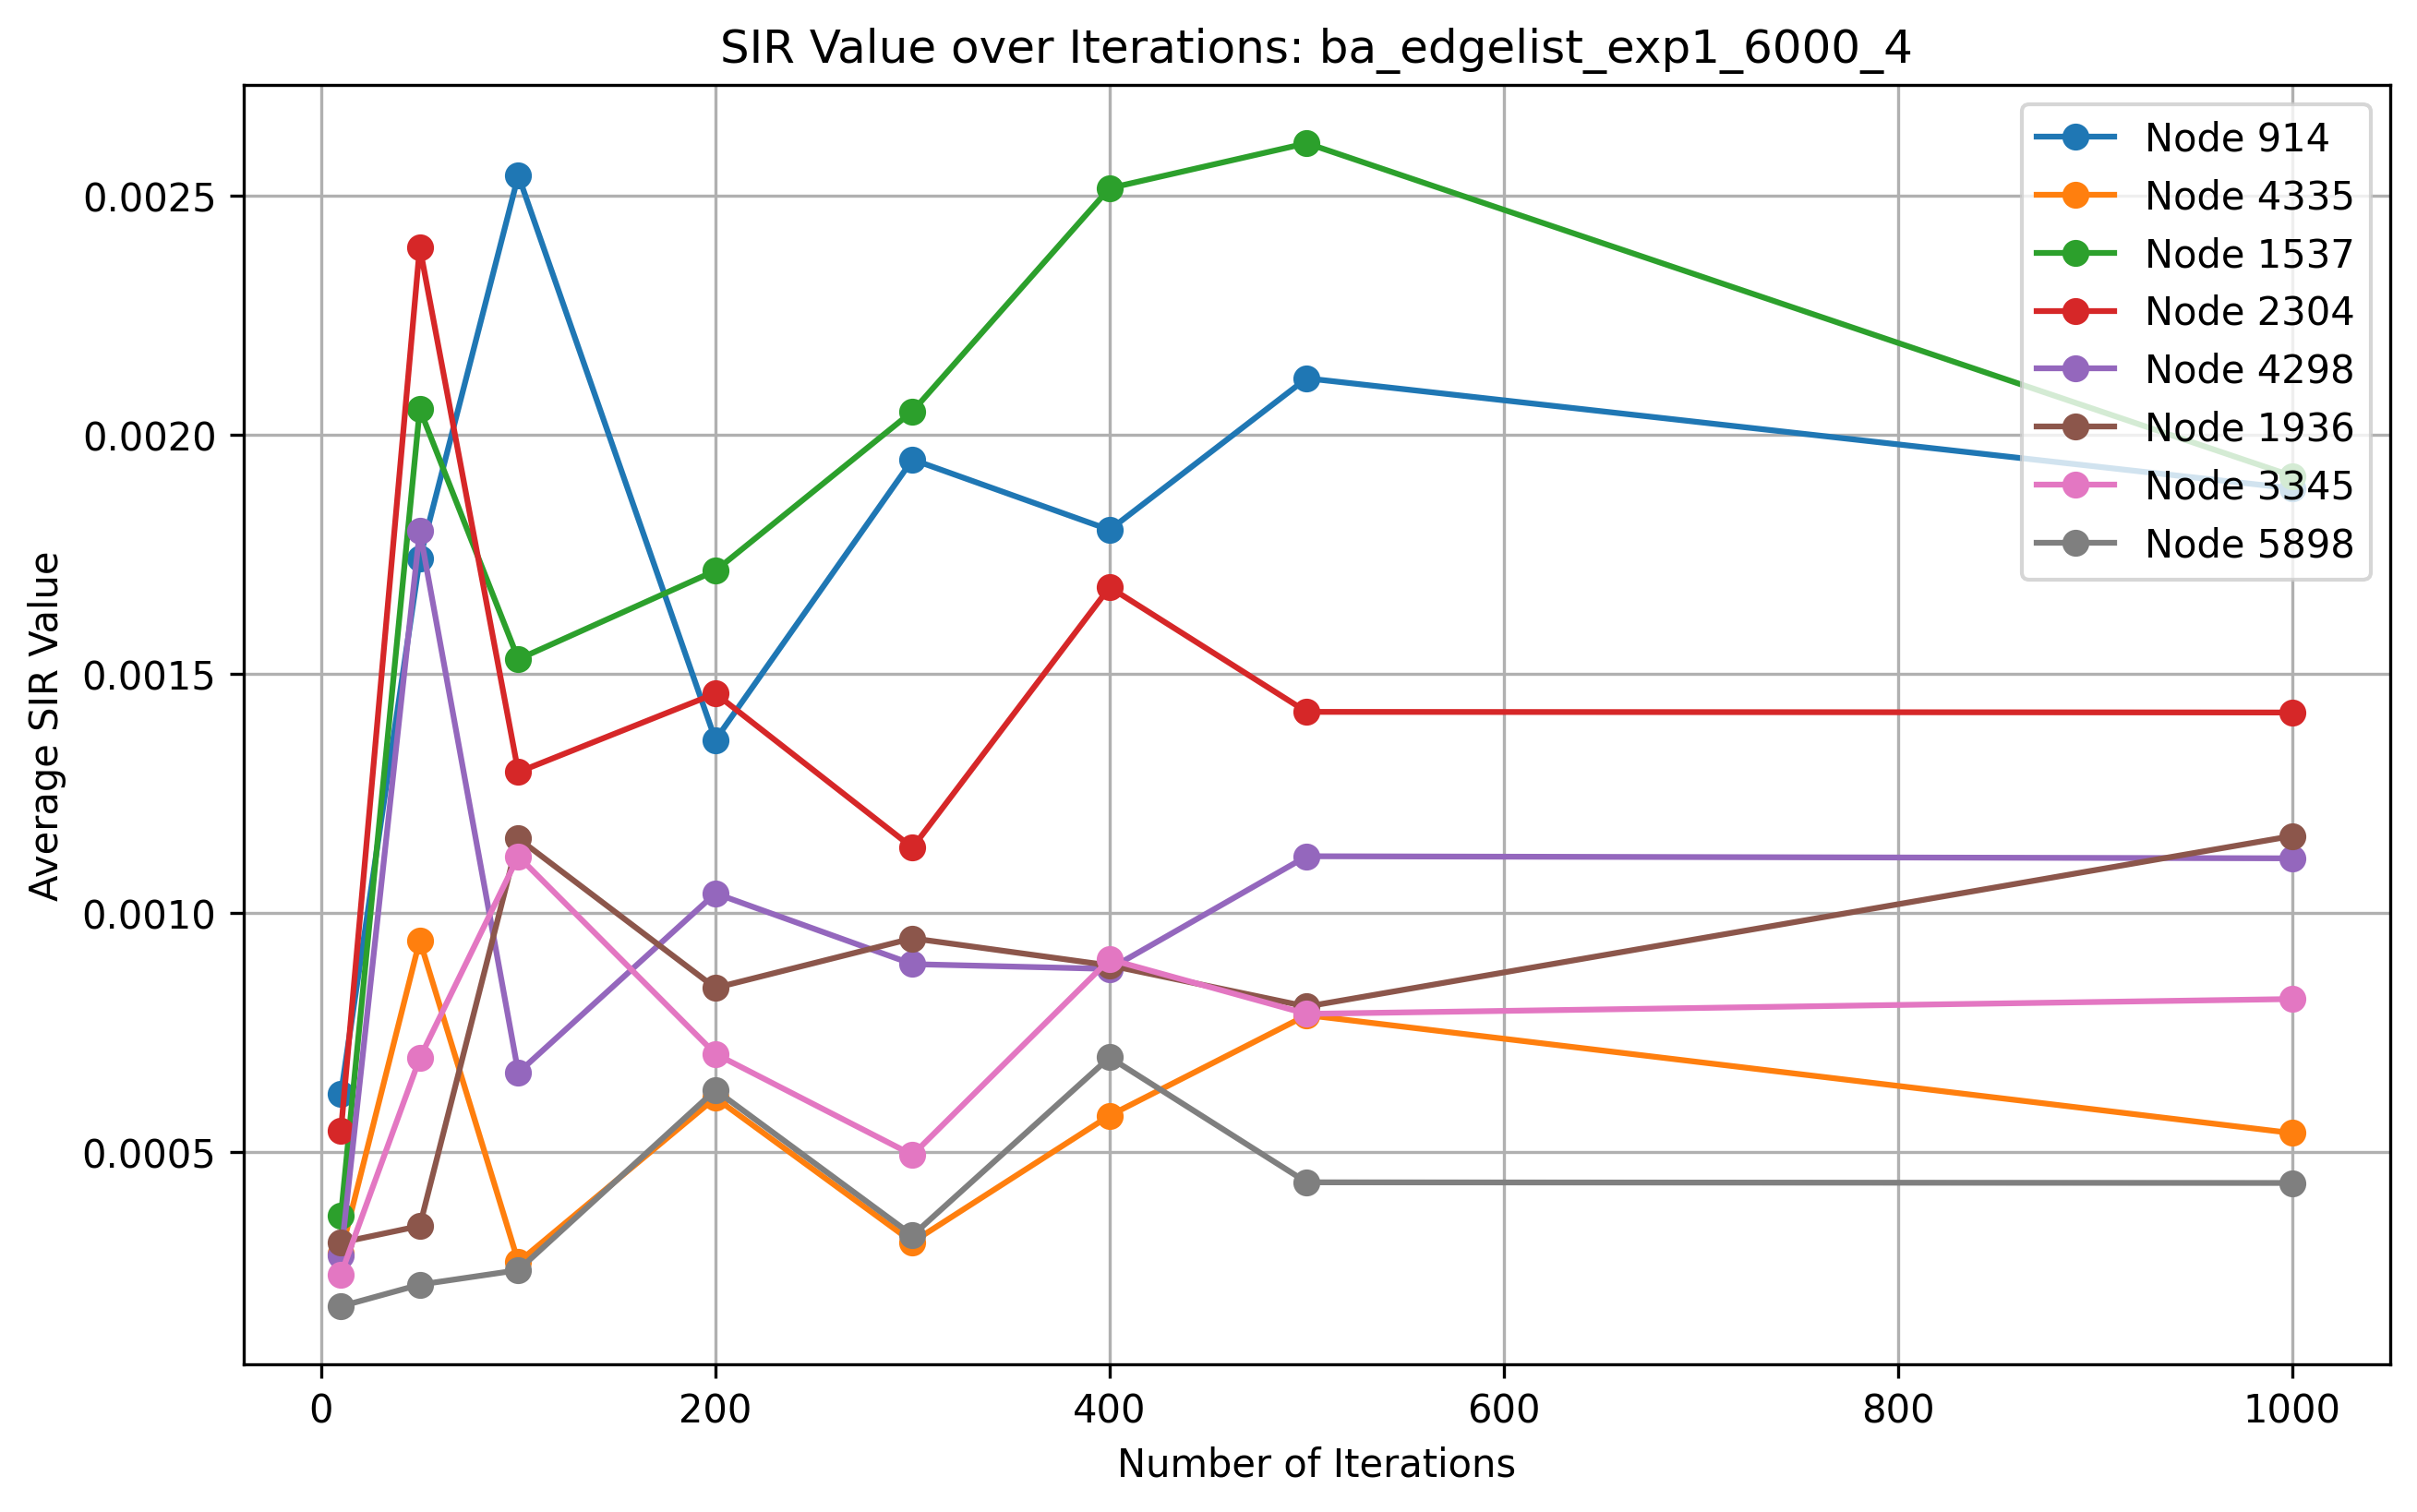 SIR Value over Iterations: ba_edgelist_exp1_6000_4
Average SIR Value
0.0025
0.0020
0.0015
0.0010
0.0005
Node 914
Node 4335
Node 1537
Node 2304
Node 4298
Node 1936
Node 3345
Node 5898
0 200 400 600 800 1000
Number of Iterations